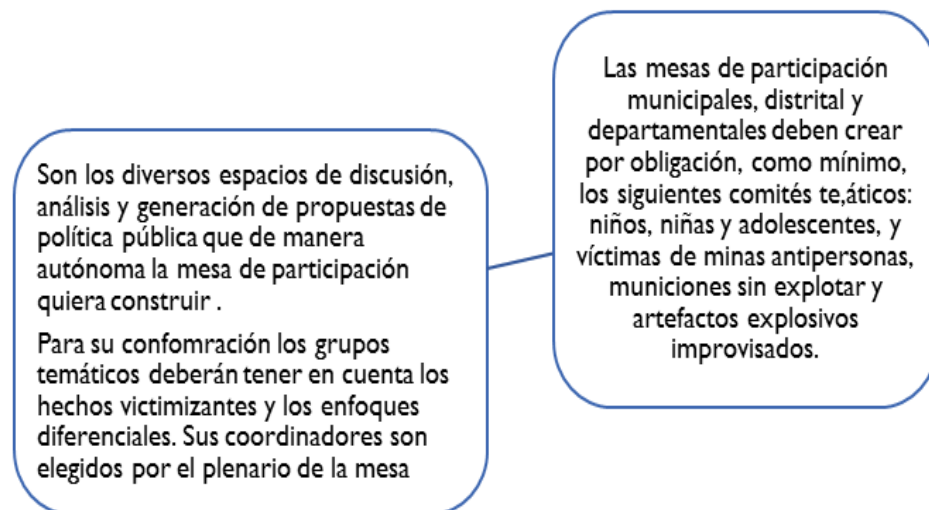 Son los diversos espacios de discusión,
análisis y generación de propuestas de
política pública que de manera
autónoma la mesa de participación
quiera construir .
Para su confomración los grupos
temáticos deberán tener en cuenta los
hechos victimizantes y los enfoques
diferenciales. Sus coordinadores son
elegidos por el plenario de la mesa
Las mesas de participación
municipales, distrital y
departamentales deben crear
por obligación, como mínimo,
los siguientes comités te,áticos:
niños, niñas y adolescentes, y
víctimas de minas antipersonas,
municiones sin explotar y
artefactos explosivos
improvisados.